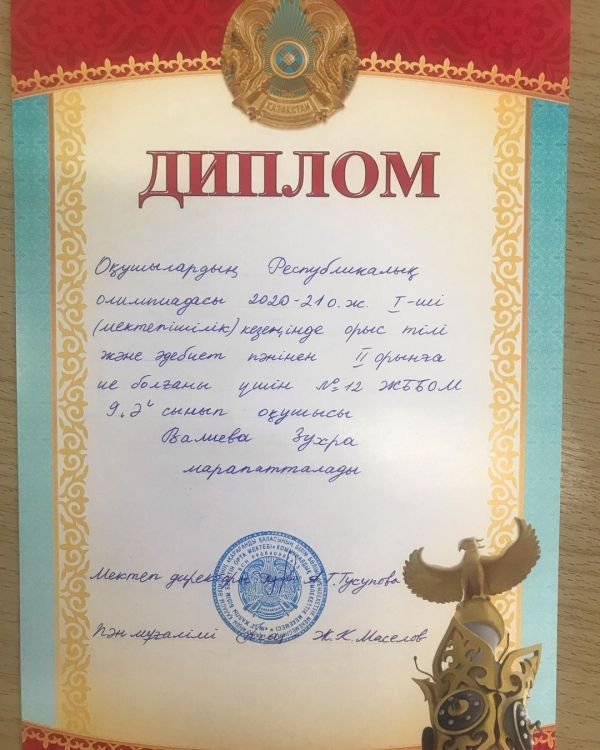 ҚАЗАҚСТАН
ДИПЛОМ
Оқушылардың Республикалық
олимпиадасы 2020-21 о.ж. I-ші
(мектепішілік) кезеңінде орыс тілі
және әдебиет пәнінен II орынға
ие болғаны үшін №12 ЖББОМ
9 "Ә" сынып оқушысы
Валиева Зухра
марапатталады
Мектеп директоры А.Т. Тусупова
Пән мұғалімі Ж.К. Маселов